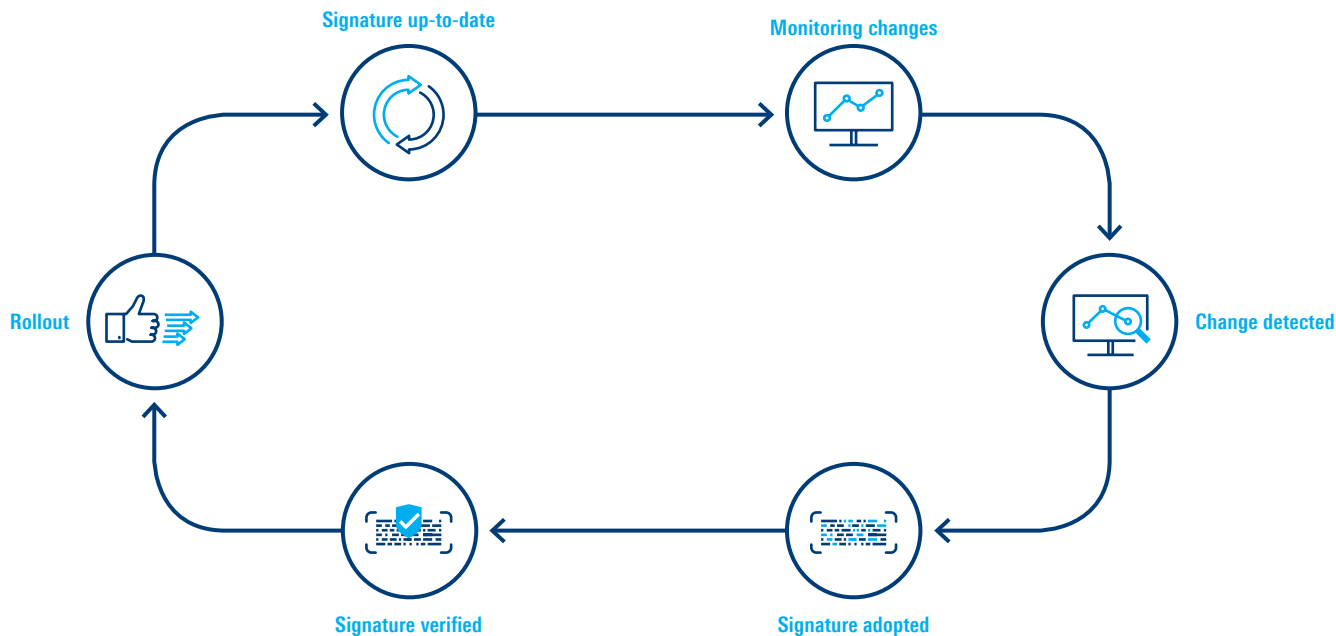 Signature up-to-date
Monitoring changes
Rollout
Change detected
Signature verified
Signature adopted